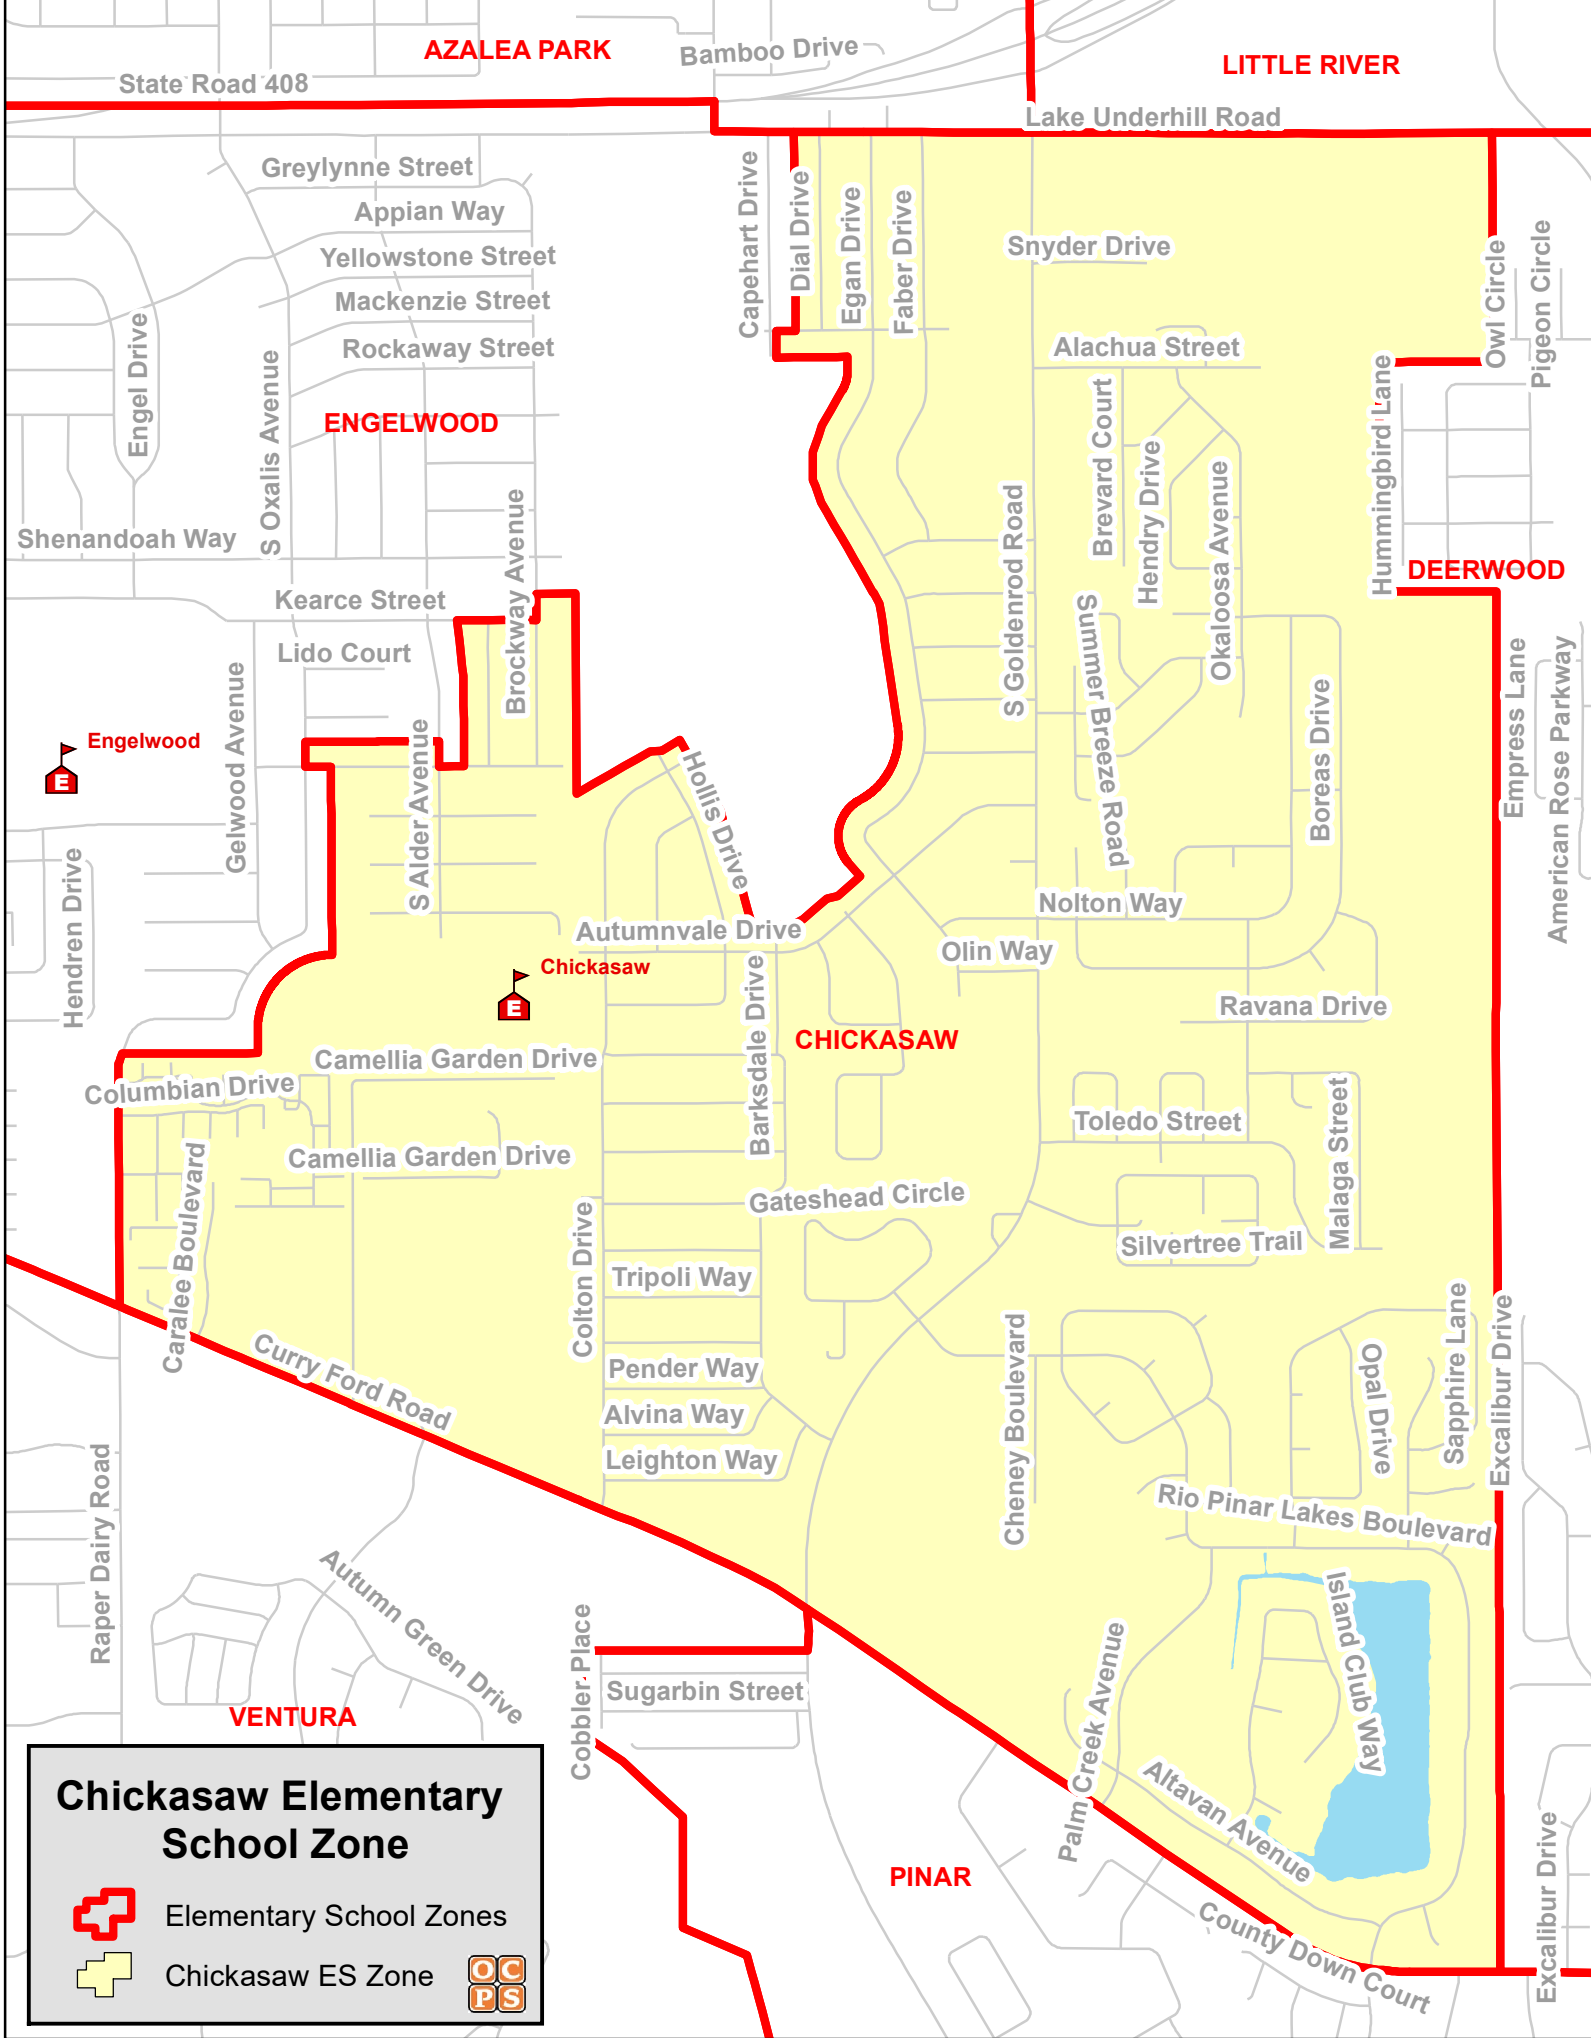 AZALEA PARK
Bamboo Drive
LITTLE RIVER
State Road 408
Lake Underhill Road
Greylynne Street
Appian Way
Yellowstone Street
Mackenzie Street
Rockaway Street
Capehart Drive
Dial Drive
Egan Drive
Faber Drive
Snyder Drive
Owl Circle
Pigeon Circle
Engel Drive
S Oxalis Avenue
ENGELWOOD
Alachua Street
Brevard Court
Hendry Drive
Okaloosa Avenue
Hummingbird Lane
S Goldenrod Road
Shenandoah Way
Brockway Avenue
DEERWOOD
Kearce Street
Lido Court
Summer Breeze Road
Boreas Drive
Empress Lane
American Rose Parkway
Engelwood
E
Gelwood Avenue
S Alder Avenue
Hollis Drive
Hendren Drive
Nolton Way
Autumnvale Drive
Olin Way
Chickasaw
E
Barksdale Drive
Ravana Drive
CHICKASAW
Camellia Garden Drive
Columbian Drive
Toledo Street
Malaga Street
Camellia Garden Drive
Caralee Boulevard
Gateshead Circle
Silvertree Trail
Colton Drive
Tripoli Way
Sapphire Lane
Excalibur Drive
Curry Ford Road
Pender Way
Cheney Boulevard
Opal Drive
Alvina Way
Leighton Way
Raper Dairy Road
Rio Pinar Lakes Boulevard
Autumn Green Drive
Island Club Way
Cobbler Place
Sugarbin Street
Palm Creek Avenue
VENTURA
Altavan Avenue
PINAR
County Down Court
Excalibur Drive
Chickasaw Elementary
School Zone
Elementary School Zones
Chickasaw ES Zone
OC
PS